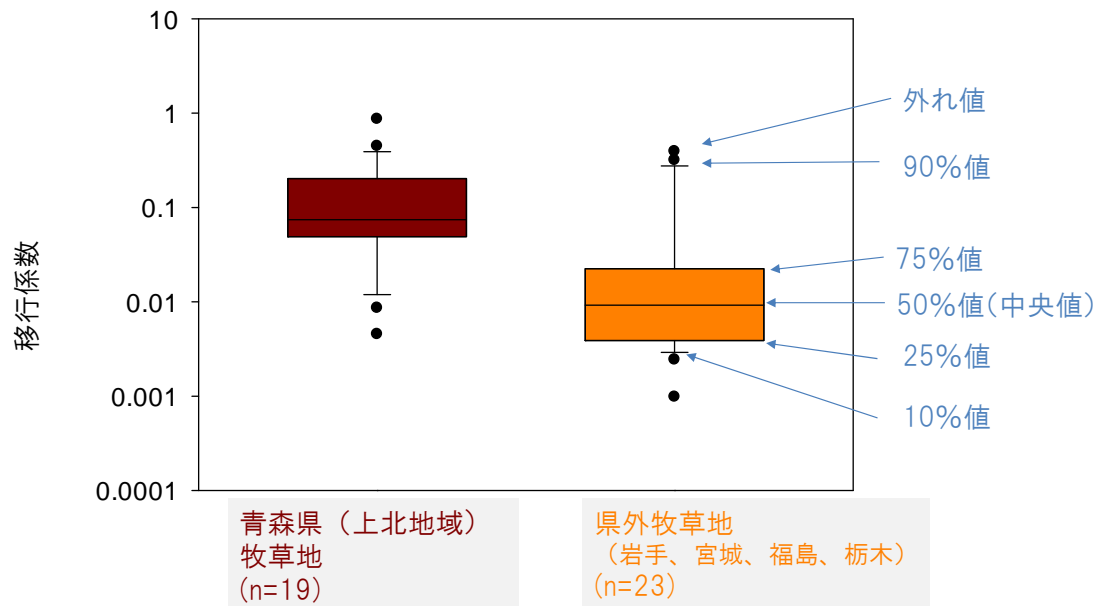 10
1
0.1
0.01
0.001
0.0001
移行係数
外れ値
90%値
75%値
50%値(中央値)
25%値
10%値
青森県（上北地域）
牧草地
(n=19)
県外牧草地
（岩手、宮城、福島、栃木）
(n=23)